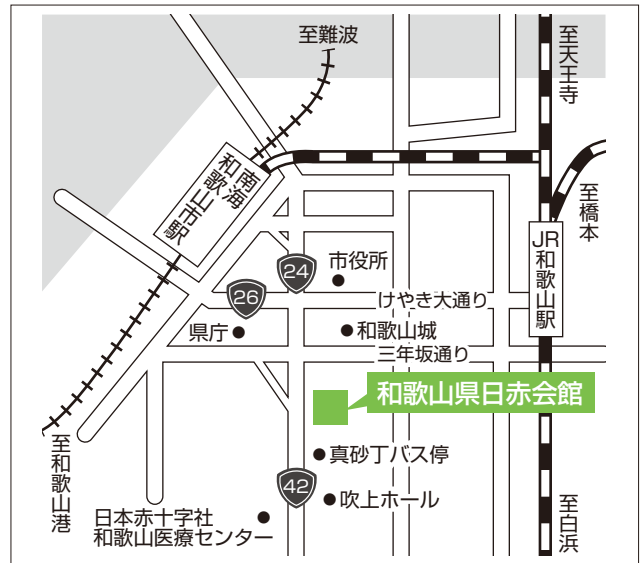 至難波
至天王寺
南海
和歌山市駅
至橋本
JR和歌山駅
24
市役所
26
けやき大通り
県庁
和歌山城
三年坂通り
和歌山県日赤会館
至和歌山港
真砂丁バス停
42
吹上ホール
日本赤十字社
和歌山医療センター
至白浜